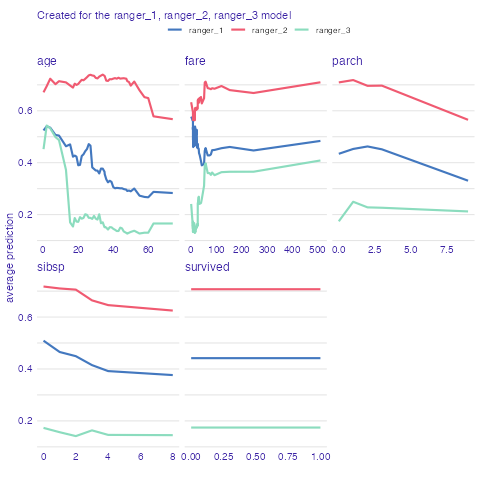 Created for the ranger_1, ranger_2, ranger_3 model
ranger_1 ranger_2 ranger_3
age fare parch
0.6
0.4
0.2
0 20 40 60 0 100 200 300 400 500 0.0 2.5 5.0 7.5
average prediction
sibsp survived
0.6
0.4
0.2
0 2 4 6 8 0.00 0.25 0.50 0.75 1.00